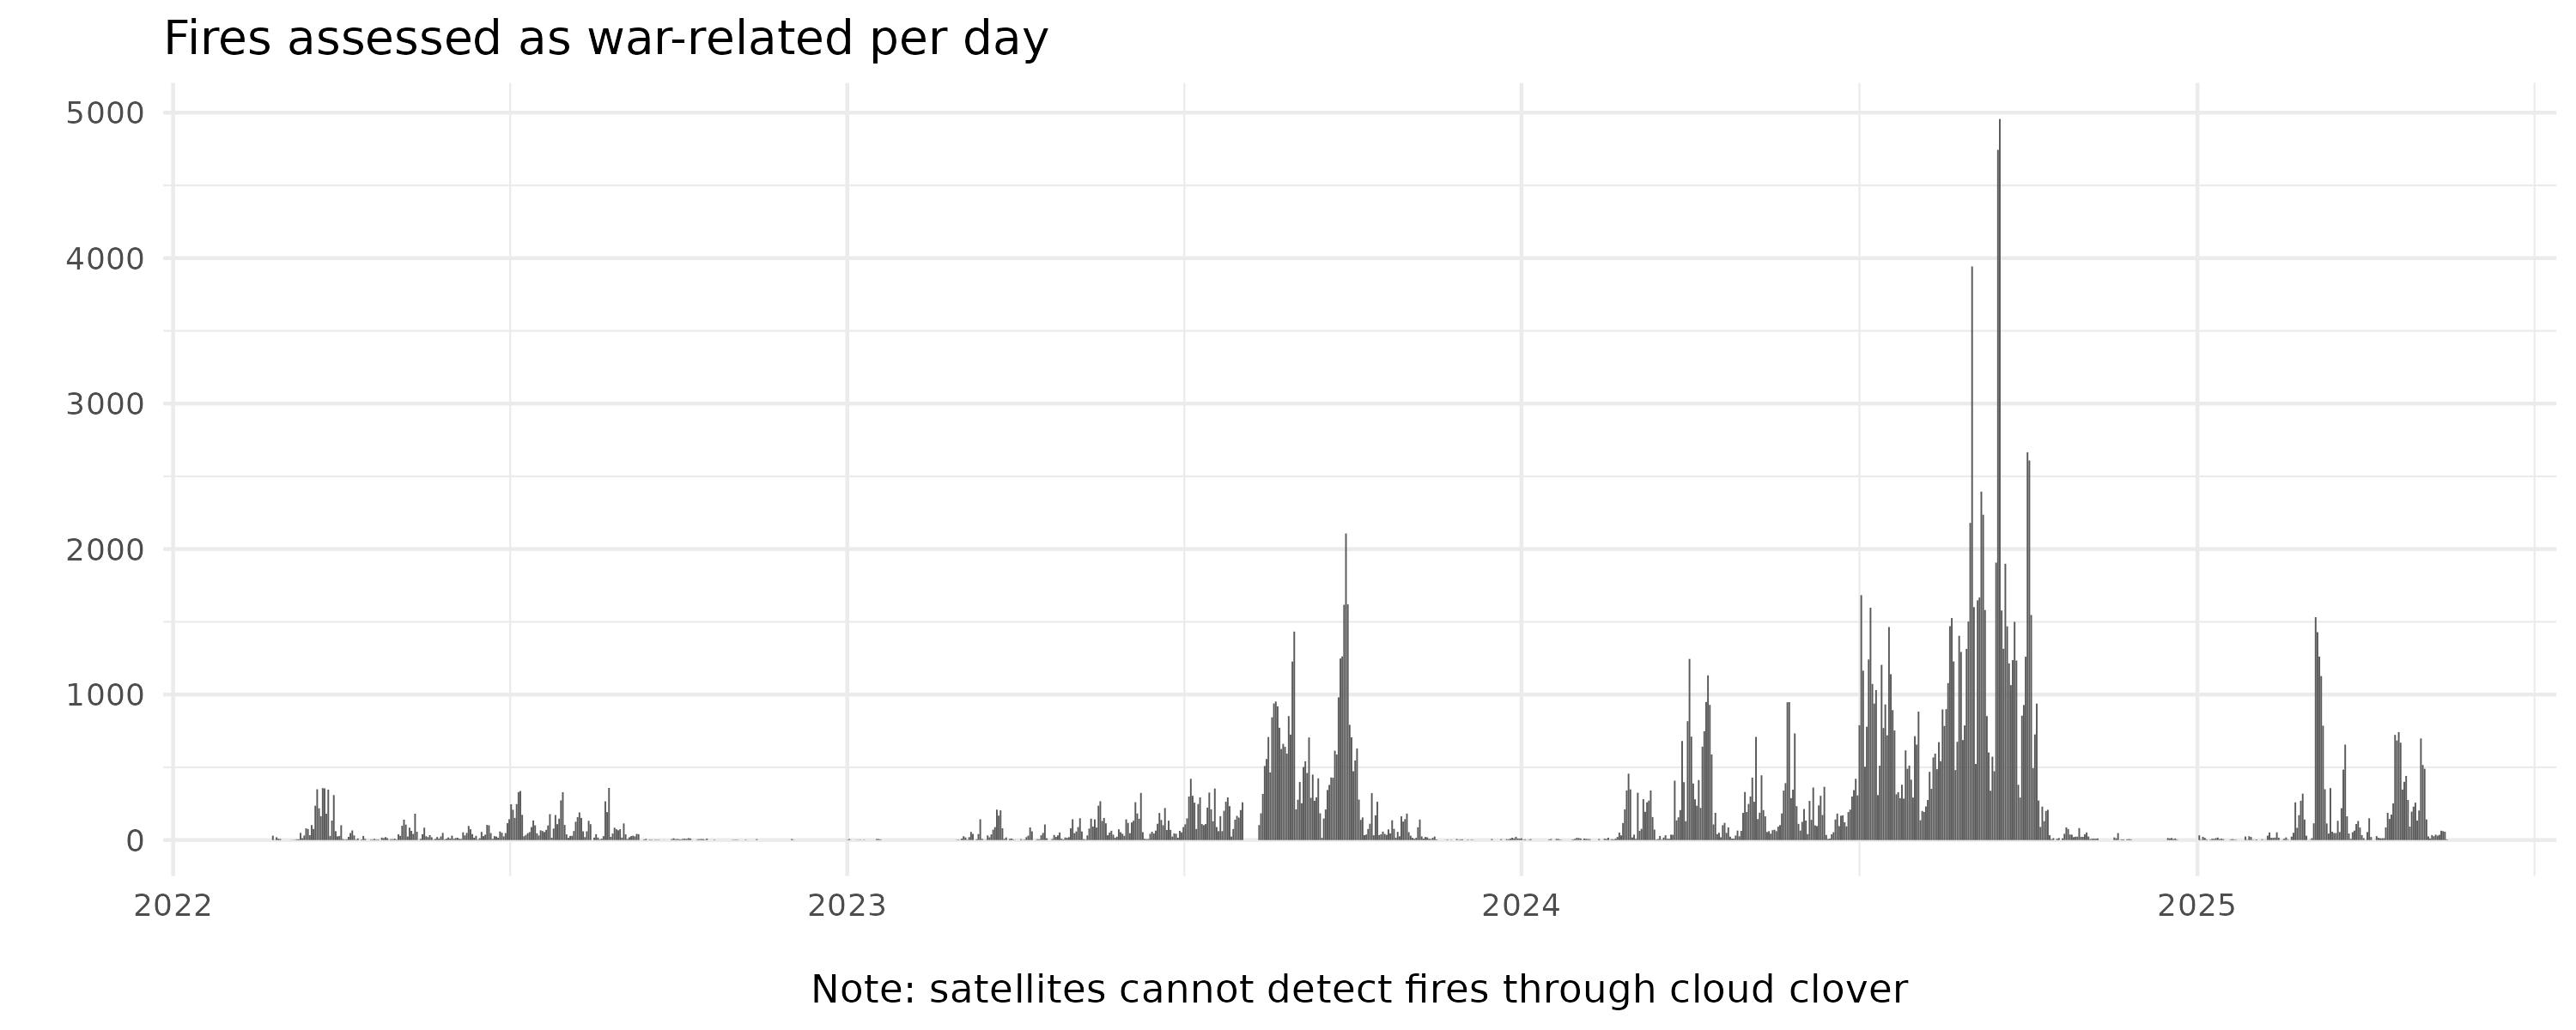 Fires assessed as war-related per day
5000
4000
3000
2000
1000
0
2022 2023 2024 2025
Note: satellites cannot detect fires through cloud clover